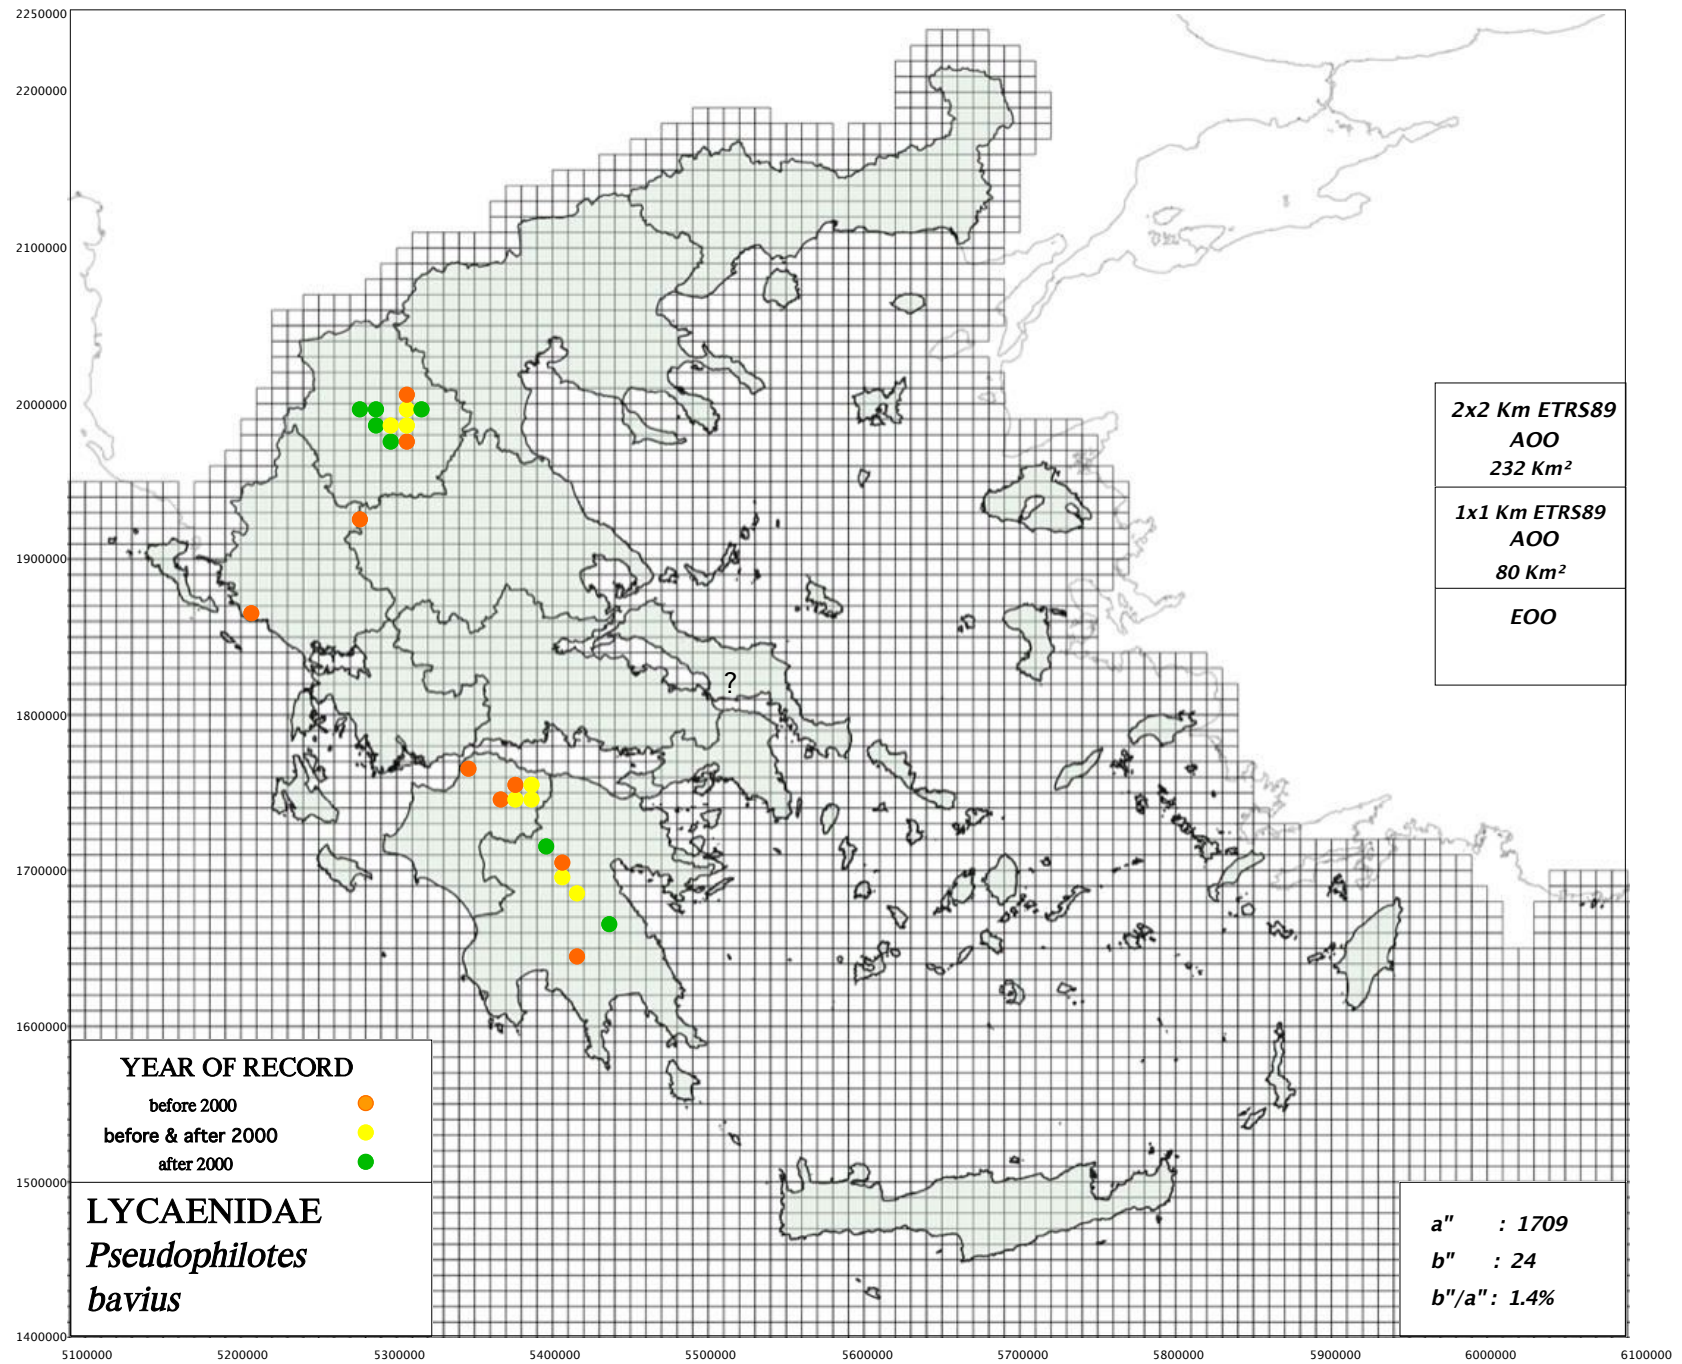 2250000
2200000
2100000
2000000
1900000
1800000
1700000
1600000
1500000
1400000
?
2x2 Km ETRS89
AOO
232 Km²
1x1 Km ETRS89
AOO
80 Km²
EOO
YEAR OF RECORD
before 2000
before & after 2000
after 2000
LYCAENIDAE
Pseudophilotes
bavius
a" : 1709
b" : 24
b"/a" : 1.4%
5100000 5200000 5300000 5400000 5500000 5600000 5700000 5800000 5900000 6000000 6100000